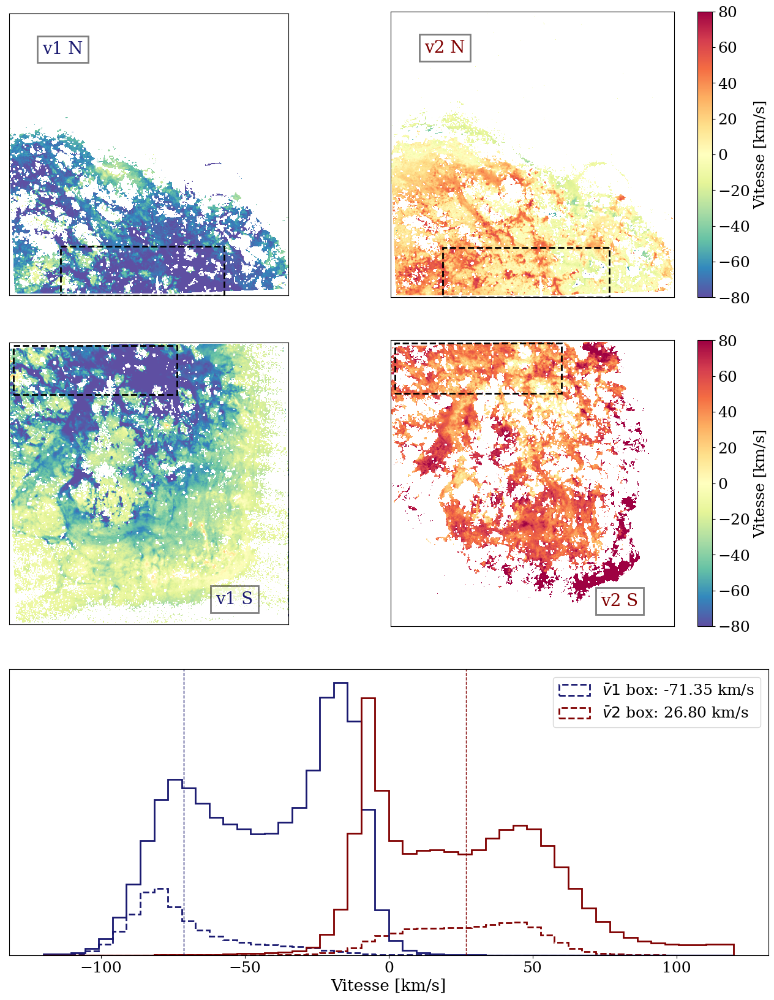 v1 N
v2 N
80
60
40
20
0
−20
−40
−60
−80
Vitesse [km/s]
v1 S
v2 S
80
60
40
20
0
−20
−40
−60
−80
Vitesse [km/s]
v̄1 box: -71.35 km/s
v̄2 box: 26.80 km/s
−100 −50 0 50 100
Vitesse [km/s]